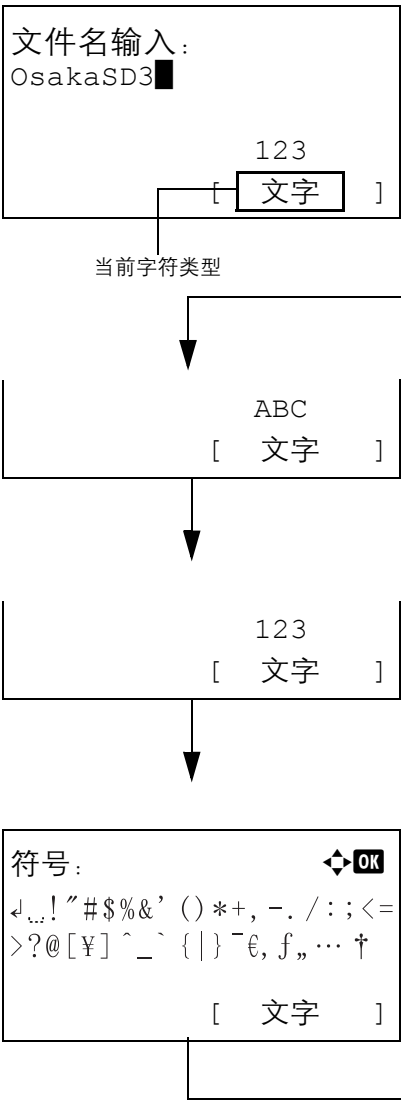 文件名输入:
OsakaSD3
123
[ 文字 ]
当前字符类型
ABC
[ 文字 ]
123
[ 文字 ]
符号: OK
↲␣!"#$%&'()*+,-./:;<=
>?@[¥]^_`{|}¯€‚ƒ„…†
[ 文字 ]